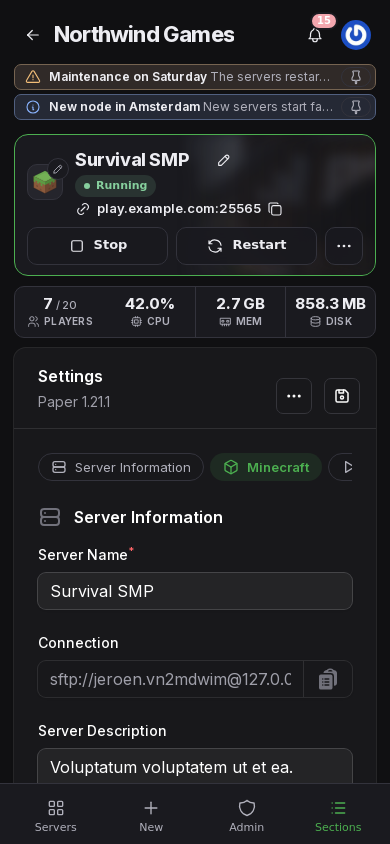 Northwind Games
15
Maintenance on Saturday The servers restar...
New node in Amsterdam New servers start fa...
Survival SMP
Running
play.example.com:25565
Stop
Restart
7 / 20
PLAYERS
42.0%
CPU
2.7 GB
MEM
858.3 MB
DISK
Settings
Paper 1.21.1
Server Information
Minecraft
Server Information
Server Name*
Survival SMP
Connection
sftp://jeroen.vn2mdwim@127.0.0
Server Description
Voluptatum voluptatem ut et ea.
Servers
New
Admin
Sections